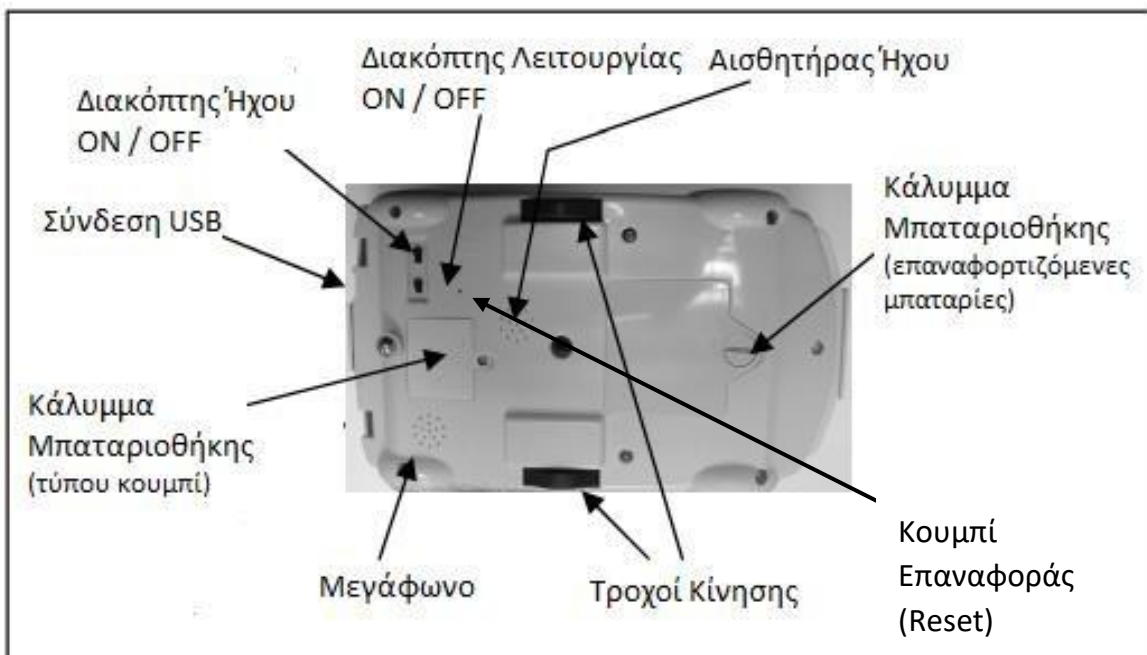 Διακόπτης Ήχου
ON / OFF
Διακόπτης Λειτουργίας
ON / OFF
Αισθητήρας Ήχου
Σύνδεση USB
Κάλυμμα
Μπαταριοθήκης
(επαναφορτιζόμενες
μπαταρίες)
Κάλυμμα
Μπαταριοθήκης
(τύπου κουμπί)
Μεγάφωνο
Τροχοί Κίνησης
Κουμπί
Επαναφοράς
(Reset)